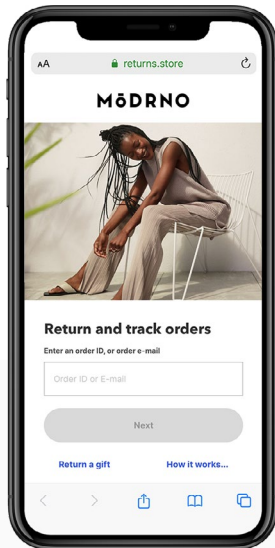 AA returns.store
MōDRNO
Return and track orders
Enter an order ID, or order e-mail
Order ID or E-mail
Next
Return a gift How it works...